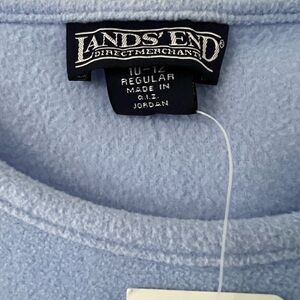 LANDS' END
DIRECT MERCHANTS
10-12
REGULAR
MADE IN
Q.I.Z.
JORDAN